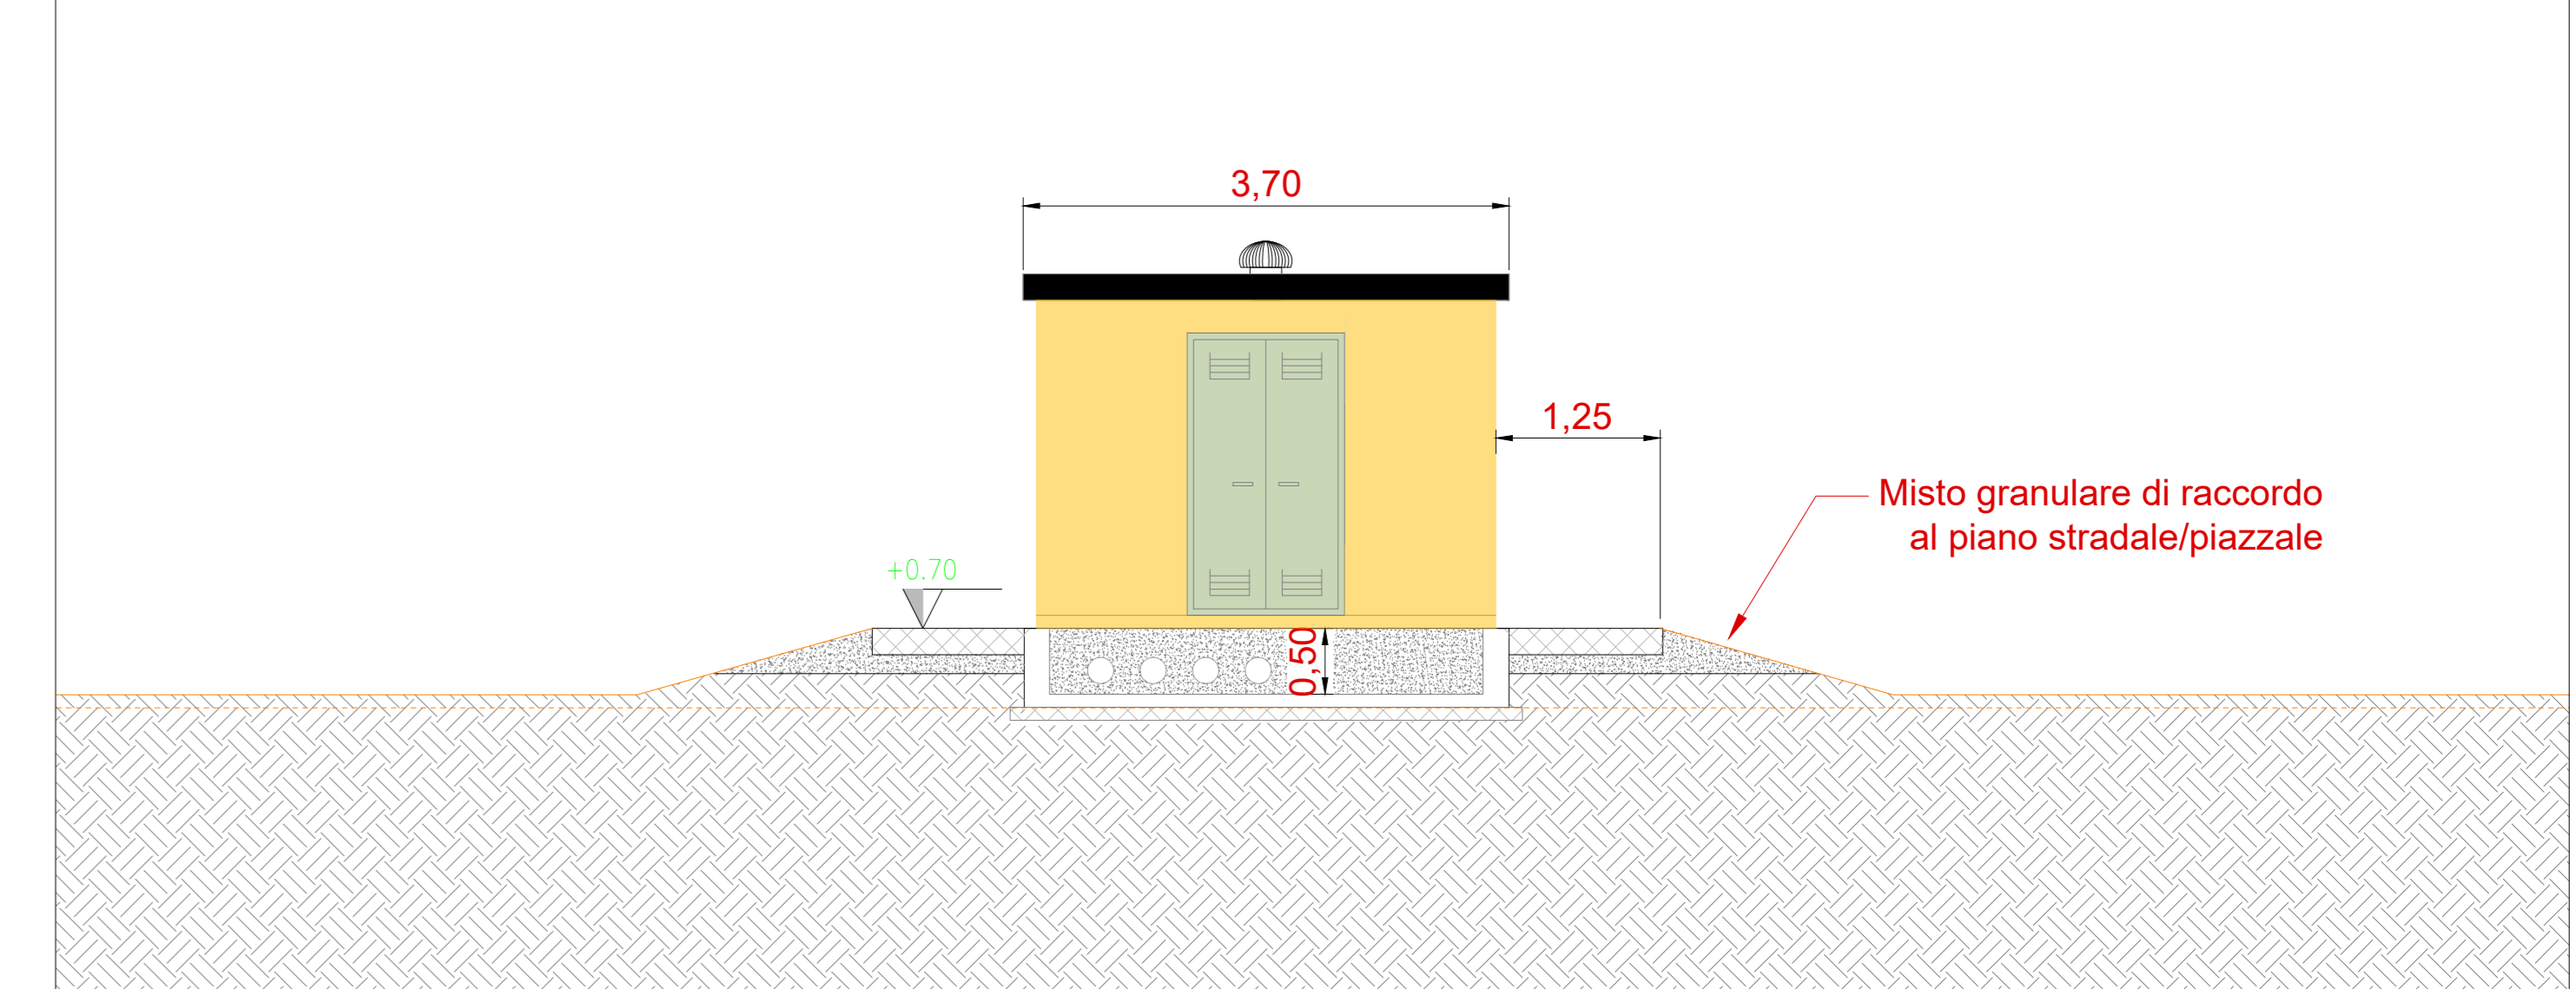 3,70
1,25
Misto granulare di raccordo
al piano stradale/piazzale
+0.70
0,50